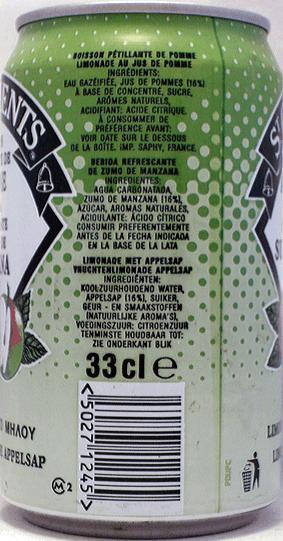 BOISSON PÉTILLANTE DE POMME
LIMONADE AU JUS DE POMME
INGRÉDIENTS:
EAU GAZÉIFIÉE, JUS DE POMMES (16%)
À BASE DE CONCENTRÉ, SUCRE,
ARÔMES NATURELS,
ACIDIFIANT: ACIDE CITRIQUE
À CONSOMMER DE
PRÉFÉRENCE AVANT:
VOIR DATE SUR LE DESSOUS
DE LA BOÎTE. IMP. SAPHY, FRANCE.
BEBIDA REFRESCANTE
DE ZUMO DE MANZANA
INGREDIENTES:
AGUA CARBONATADA,
ZUMO DE MANZANA (16%),
AZÚCAR, AROMAS NATURALES,
ACIDULANTE: ÁCIDO CÍTRICO
CONSUMIR PREFERENTEMENTE
ANTES DE LA FECHA INDICADA
EN LA BASE DE LA LATA
LIMONADE MET APPELSAP
VRUCHTENLIMONADE APPELSAP
INGREDIËNTEN:
KOOLZUURHOUDEND WATER,
APPELSAP (16%), SUIKER,
GEUR- EN SMAAKSTOFFEN
(NATUURLIJKE AROMA'S),
VOEDINGSZUUR: CITROENZUUR
TENMINSTE HOUDBAAR TOT:
ZIE ONDERKANT BLIK
33cl e
<50271245>
M 2
PDUPC
ENTS
ΜΗΛΟΥ
APPELSAP